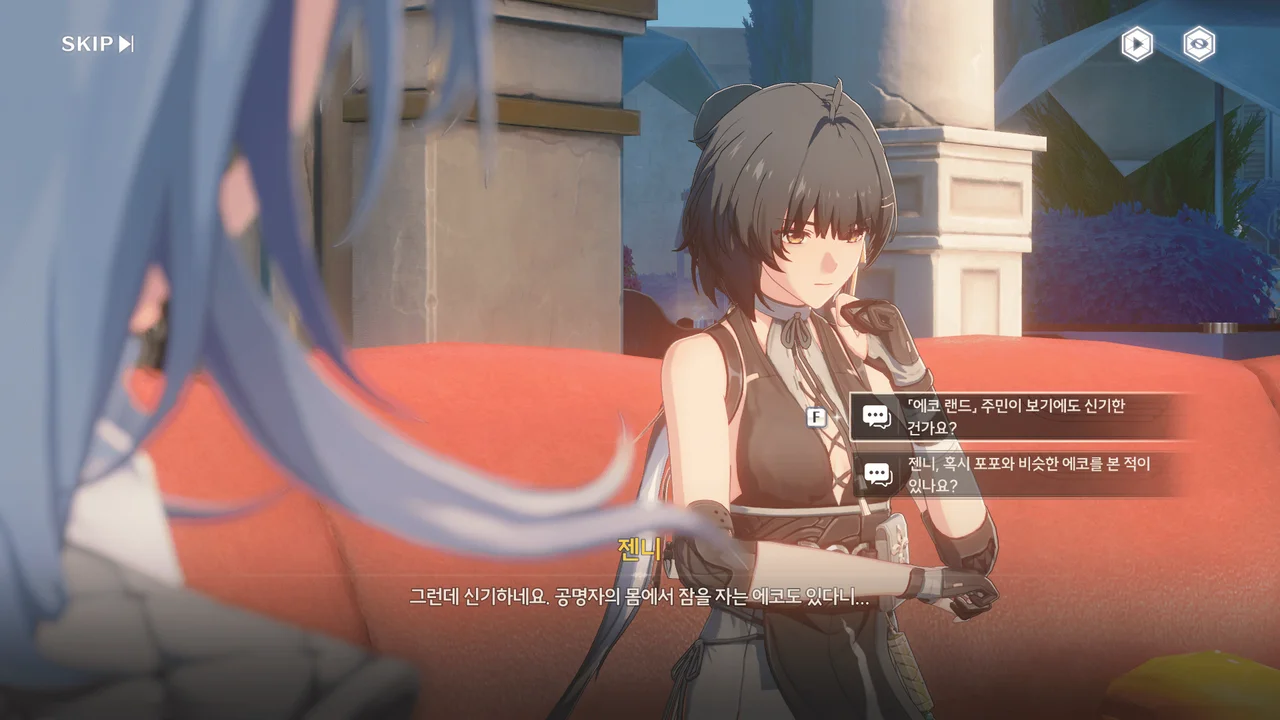 SKIP
「에코 랜드」 주민이 보기에도 신기한
건가요?
F
젠니, 혹시 포포와 비슷한 에코를 본 적이
있나요?
젠니
그런데 신기하네요. 공명자의 몸에서 잠을 자는 에코도 있다니...